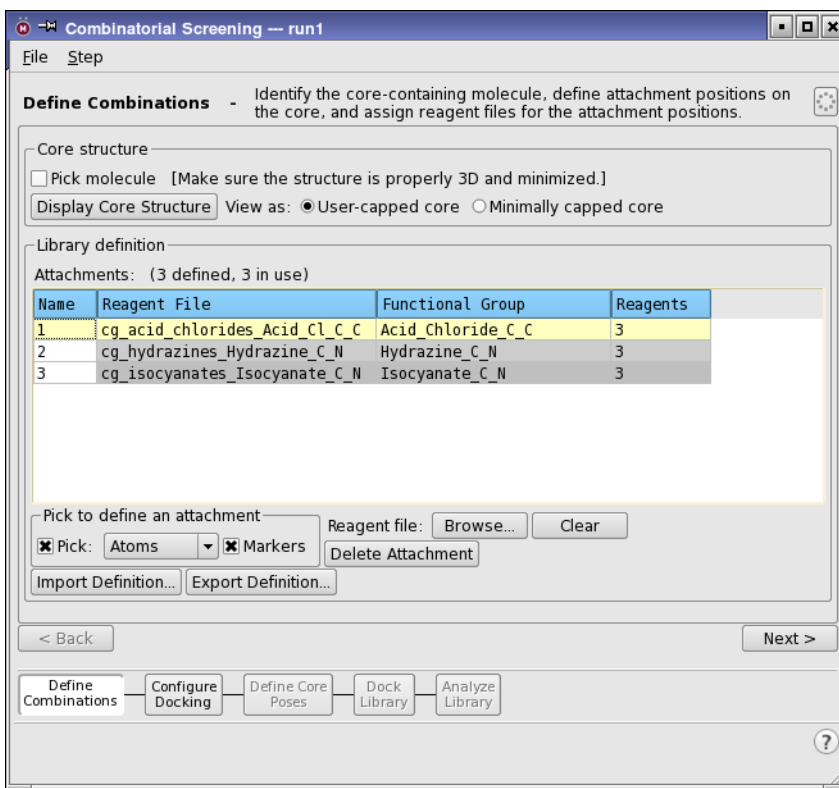 Combinatorial Screening --- run1
File Step
Define Combinations - Identify the core-containing molecule, define attachment positions on
the core, and assign reagent files for the attachment positions.
Core structure
Pick molecule [Make sure the structure is properly 3D and minimized.]
Display Core Structure View as: User-capped core Minimally capped core
Library definition
Attachments: (3 defined, 3 in use)
Name Reagent File Functional Group Reagents
1 cg_acid_chlorides_Acid_Cl_C_C Acid_Chloride_C_C 3
2 cg_hydrazines_Hydrazine_C_N Hydrazine_C_N 3
3 cg_isocyanates_Isocyanate_C_N Isocyanate_C_N 3
Pick to define an attachment
Reagent file: Browse... Clear
Pick: Atoms Markers
Delete Attachment
Import Definition... Export Definition...
< Back Next >
Define
Combinations
Configure
Docking
Define Core
Poses
Dock
Library
Analyze
Library
?